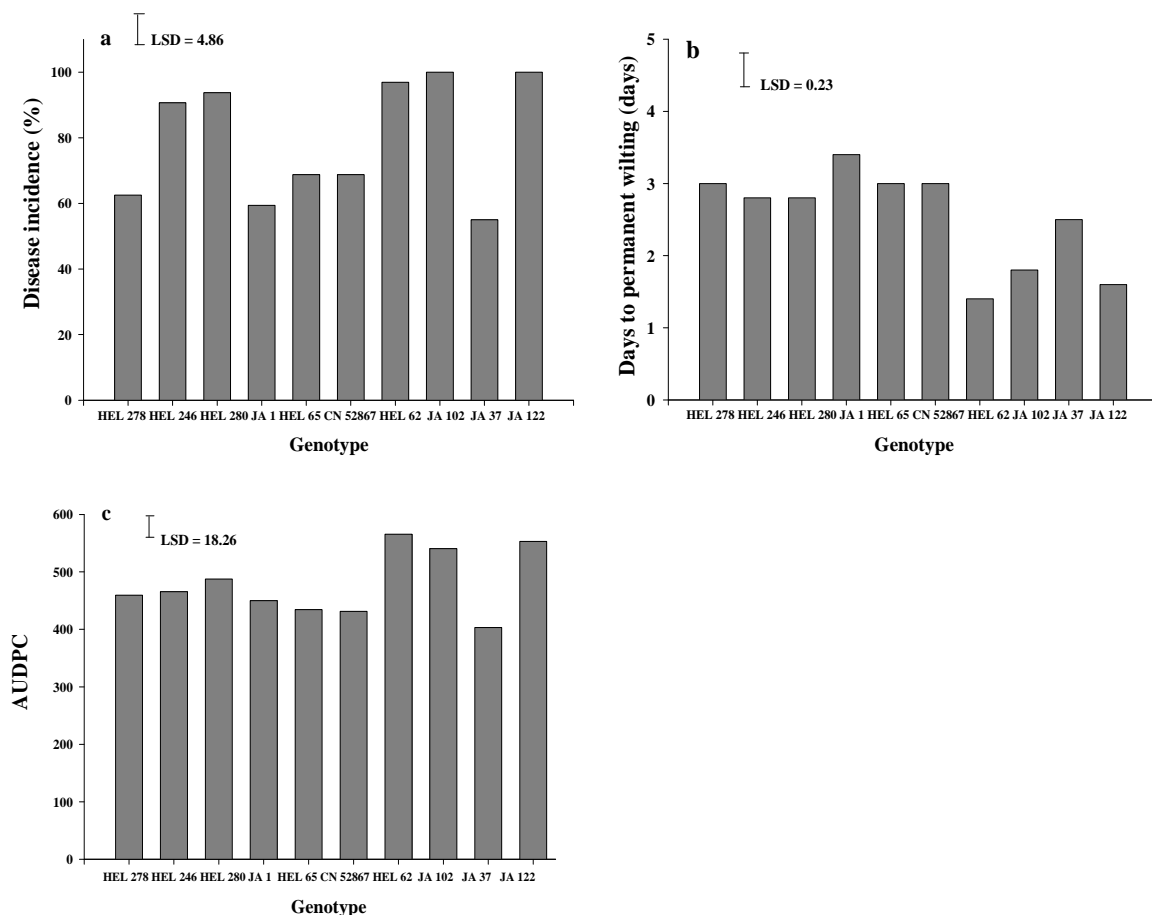 a
LSD = 4.86
Disease incidence (%)
100
80
60
40
20
0
HEL 278 HEL 246 HEL 280 JA 1 HEL 65 CN 52867 HEL 62 JA 102 JA 37 JA 122
Genotype
b
LSD = 0.23
Days to permanent wilting (days)
5
4
3
2
1
0
HEL 278 HEL 246 HEL 280 JA 1 HEL 65 CN 52867 HEL 62 JA 102 JA 37 JA 122
Genotype
c
LSD = 18.26
AUDPC
600
500
400
300
200
100
0
HEL 278 HEL 246 HEL 280 JA 1 HEL 65 CN 52867 HEL 62 JA 102 JA 37 JA 122
Genotype